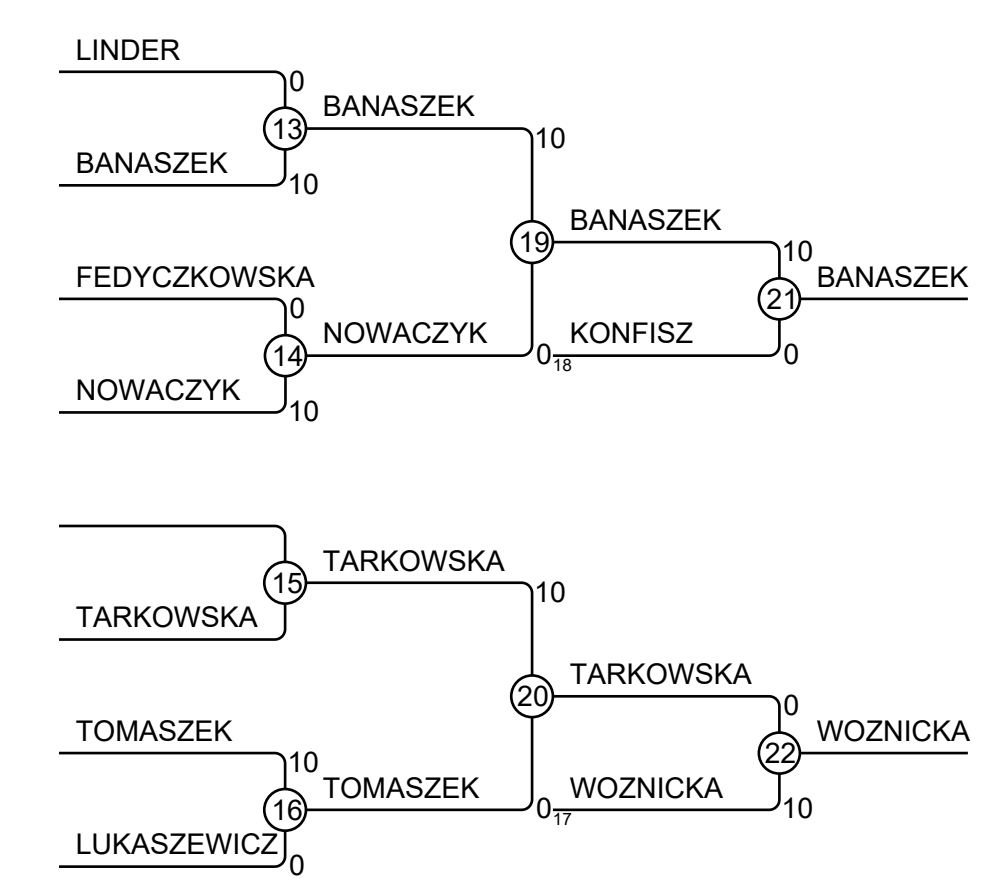 LINDER
0
BANASZEK
13
10
BANASZEK
10
BANASZEK
19
10
BANASZEK
FEDYCZKOWSKA
21
0
NOWACZYK
KONFISZ
14
0
18
0
NOWACZYK
10
TARKOWSKA
15
10
TARKOWSKA
TARKOWSKA
20
0
TOMASZEK
WOZNICKA
22
10
TOMASZEK
WOZNICKA
16
0
17
10
LUKASZEWICZ
0